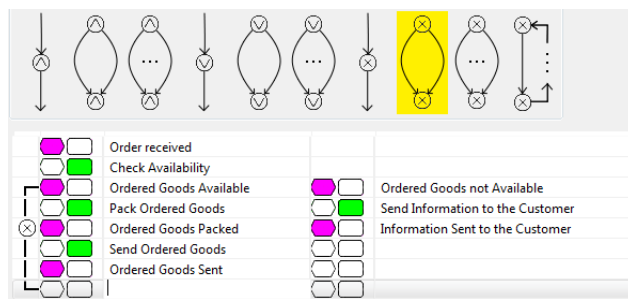 Order received
Check Availability
Ordered Goods Available Ordered Goods not Available
Pack Ordered Goods Send Information to the Customer
Ordered Goods Packed Information Sent to the Customer
Send Ordered Goods
Ordered Goods Sent